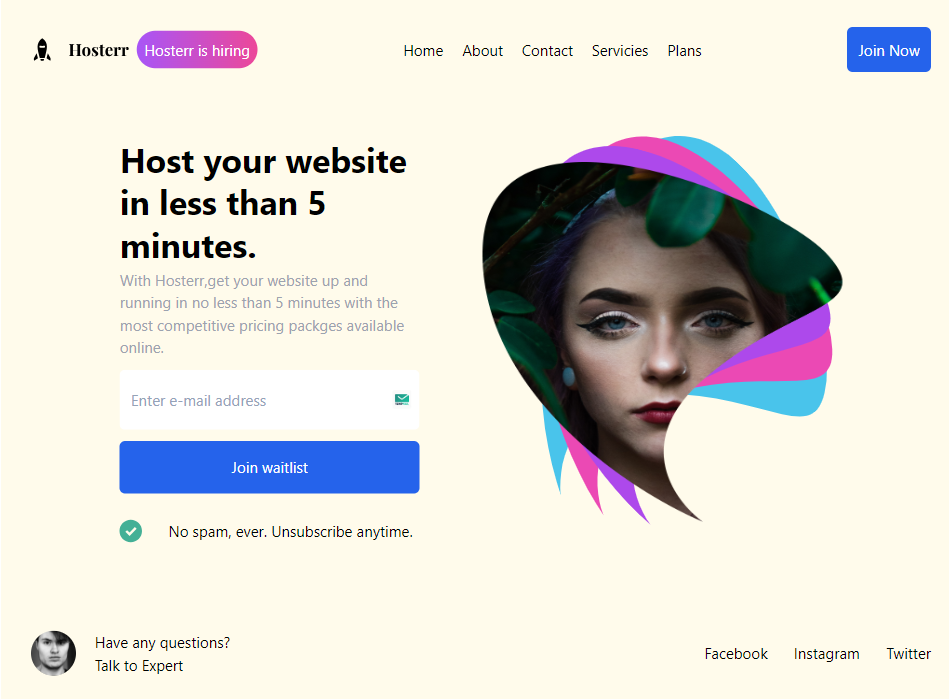 Hosterr Hosterr is hiring Home About Contact Servicies Plans Join Now
Host your website
in less than 5
minutes.
With Hosterr,get your website up and
running in no less than 5 minutes with the
most competitive pricing packges available
online.
Enter e-mail address
Join waitlist
No spam, ever. Unsubscribe anytime.
Have any questions?
Talk to Expert
Facebook Instagram Twitter